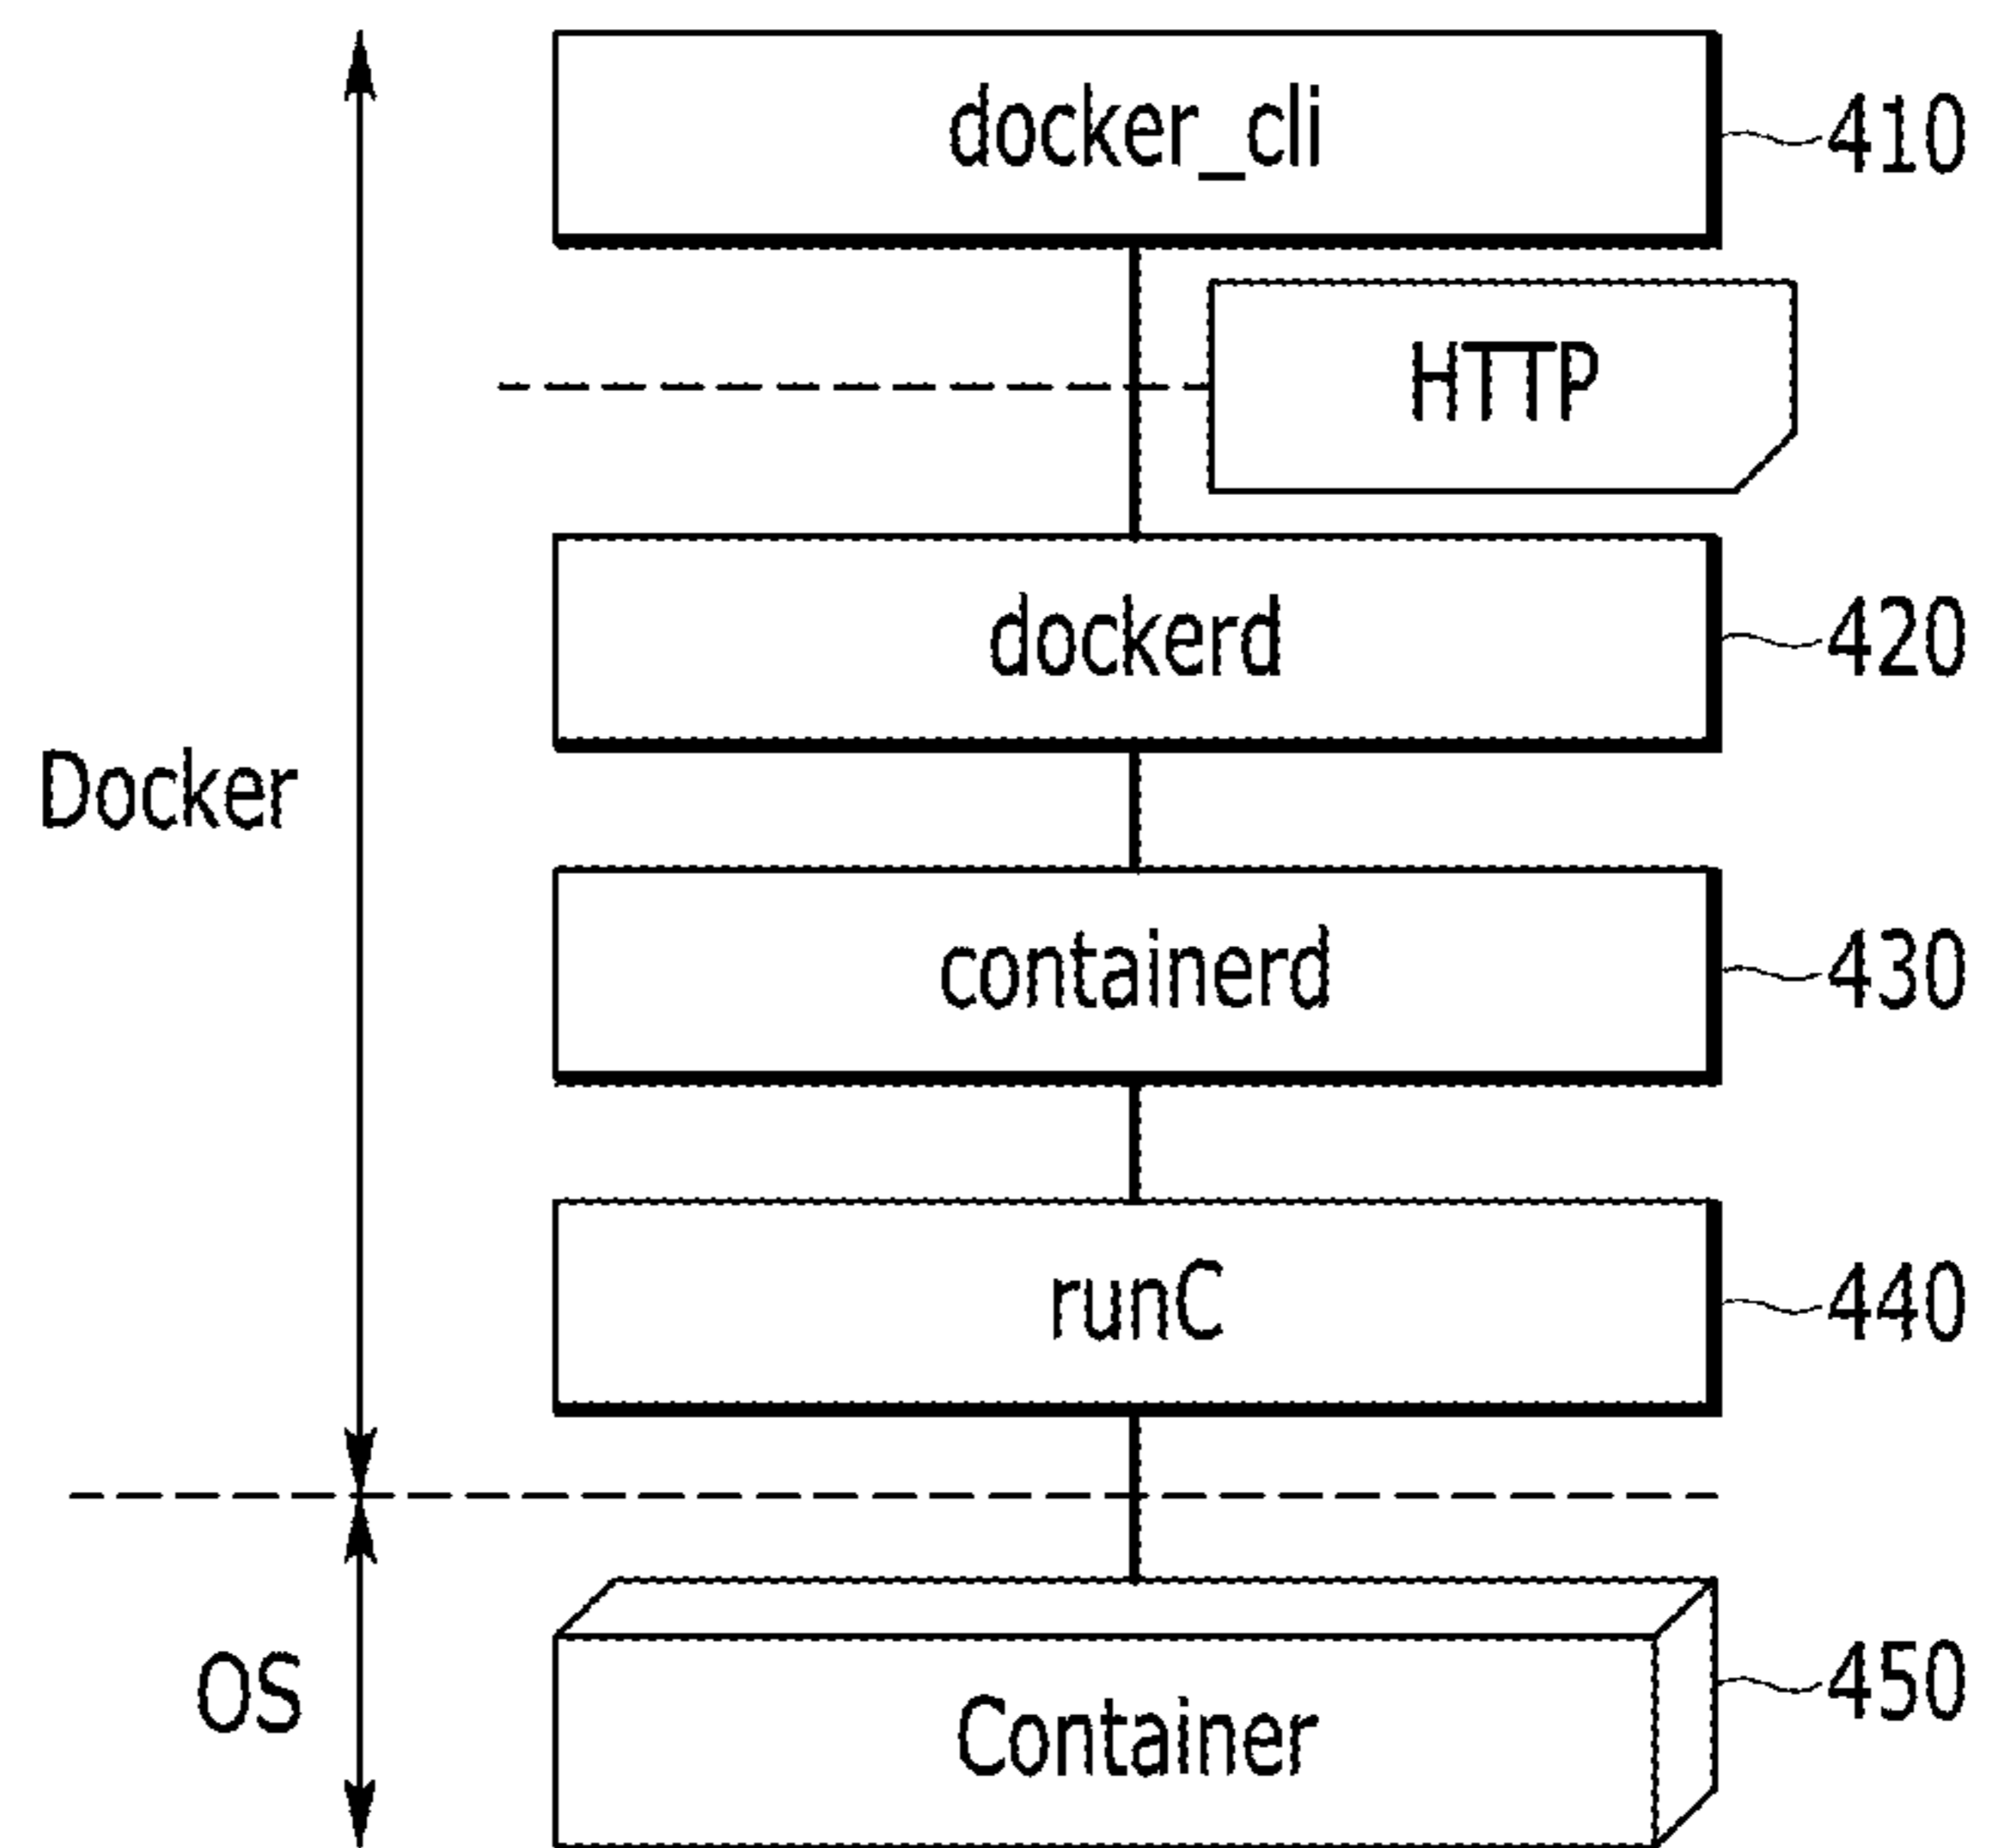 docker_cli
410
HTTP
dockerd
420
Docker
containerd
430
runC
440
OS
Container
450